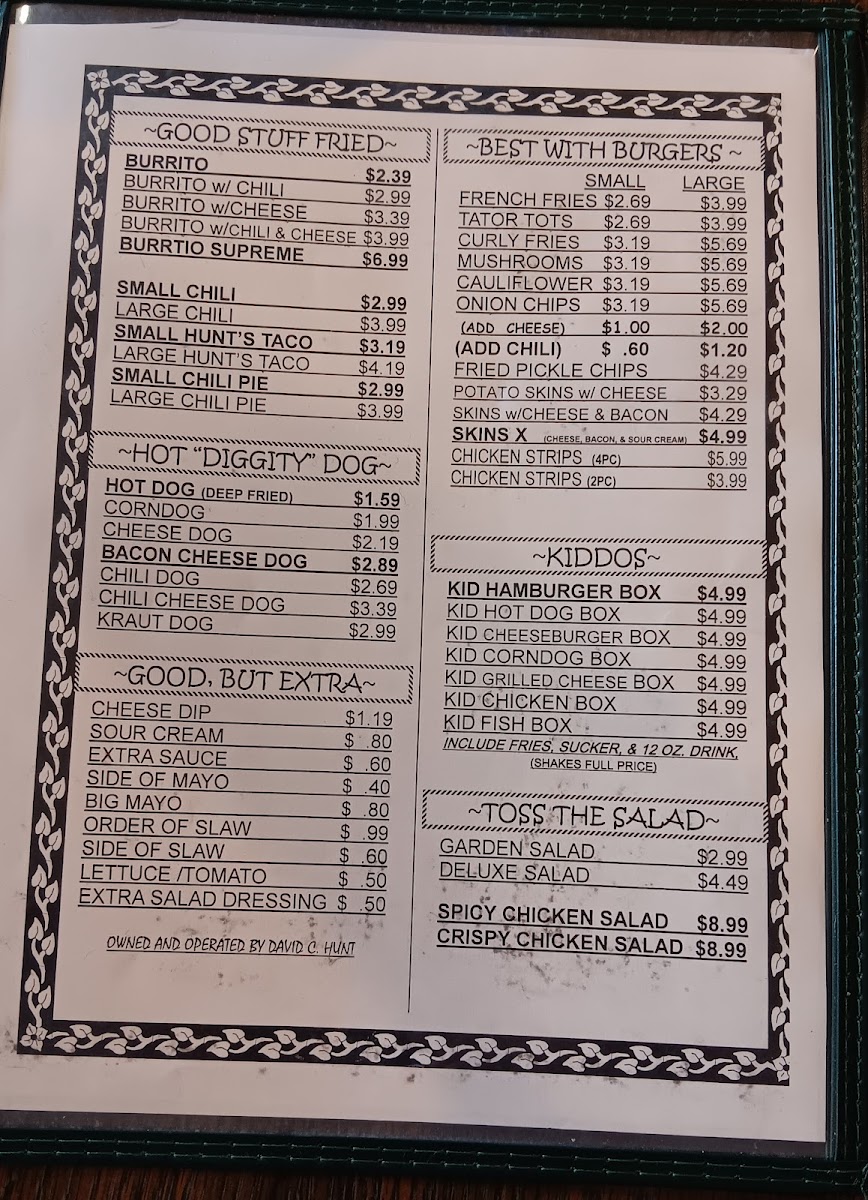 ~GOOD STUFF FRIED~
BURRITO $2.39
BURRITO w/ CHILI $2.99
BURRITO w/CHEESE $3.39
BURRITO w/CHILI & CHEESE $3.99
BURRTIO SUPREME $6.99
SMALL CHILI $2.99
LARGE CHILI $3.99
SMALL HUNT'S TACO $3.19
LARGE HUNT'S TACO $4.19
SMALL CHILI PIE $2.99
LARGE CHILI PIE $3.99
~HOT "DIGGITY" DOG~
HOT DOG (DEEP FRIED) $1.59
CORNDOG $1.99
CHEESE DOG $2.19
BACON CHEESE DOG $2.89
CHILI DOG $2.69
CHILI CHEESE DOG $3.39
KRAUT DOG $2.99
~GOOD, BUT EXTRA~
CHEESE DIP $1.19
SOUR CREAM $ .80
EXTRA SAUCE $ .60
SIDE OF MAYO $ .40
BIG MAYO $ .80
ORDER OF SLAW $ .99
SIDE OF SLAW $ .60
LETTUCE /TOMATO $ .50
EXTRA SALAD DRESSING $ .50
OWNED AND OPERATED BY DAVID C. HUNT
~BEST WITH BURGERS ~
SMALL LARGE
FRENCH FRIES $2.69 $3.99
TATOR TOTS $2.69 $3.99
CURLY FRIES $3.19 $5.69
MUSHROOMS $3.19 $5.69
CAULIFLOWER $3.19 $5.69
ONION CHIPS $3.19 $5.69
(ADD CHEESE) $1.00 $2.00
(ADD CHILI) $ .60 $1.20
FRIED PICKLE CHIPS $4.29
POTATO SKINS w/ CHEESE $3.29
SKINS w/CHEESE & BACON $4.29
SKINS X (CHEESE, BACON, & SOUR CREAM) $4.99
CHICKEN STRIPS (4PC) $5.99
CHICKEN STRIPS (2PC) $3.99
~KIDDOS~
KID HAMBURGER BOX $4.99
KID HOT DOG BOX $4.99
KID CHEESEBURGER BOX $4.99
KID CORNDOG BOX $4.99
KID GRILLED CHEESE BOX $4.99
KID CHICKEN BOX $4.99
KID FISH BOX $4.99
INCLUDE FRIES, SUCKER, & 12 OZ. DRINK,
(SHAKES FULL PRICE)
~TOSS THE SALAD~
GARDEN SALAD $2.99
DELUXE SALAD $4.49
SPICY CHICKEN SALAD $8.99
CRISPY CHICKEN SALAD $8.99